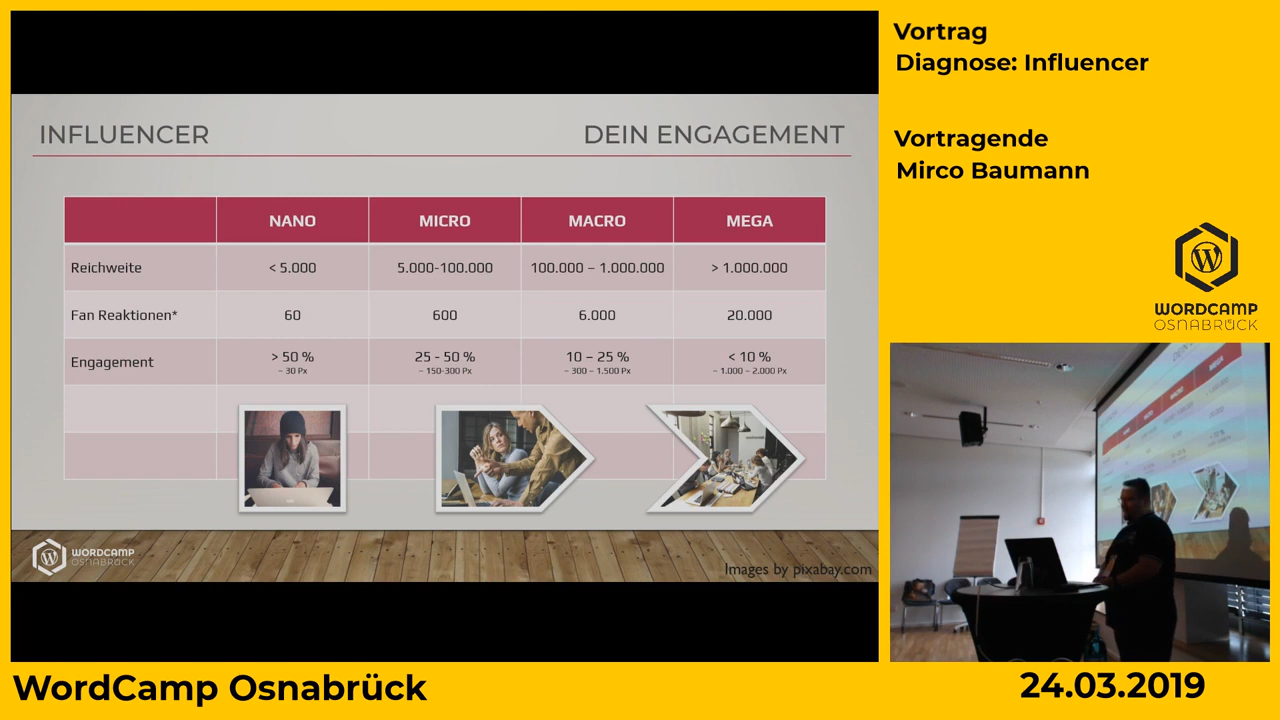 Vortrag
Diagnose: Influencer
Vortragende
Mirco Baumann
WORDCAMP
OSNABRÜCK
INFLUENCER
DEIN ENGAGEMENT
NANO MICRO MACRO MEGA
Reichweite < 5.000 5.000-100.000 100.000 – 1.000.000 > 1.000.000
Fan Reaktionen* 60 600 6.000 20.000
Engagement > 50 % 25 - 50 % 10 – 25 % < 10 %
~ 30 Px ~ 150-300 Px ~ 300 – 1.500 Px ~ 1.000 – 2.000 Px
WORDCAMP
OSNABRÜCK
Images by pixabay.com
MEGA
WordCamp Osnabrück
24.03.2019